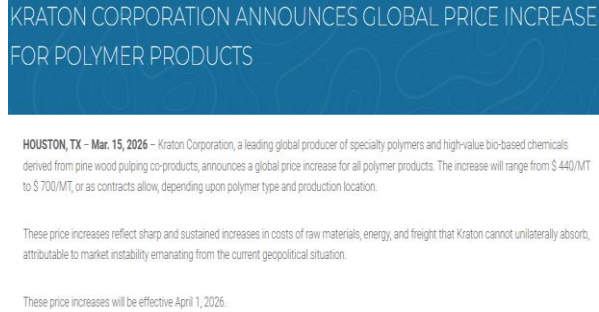 KRATON CORPORATION ANNOUNCES GLOBAL PRICE INCREASE
FOR POLYMER PRODUCTS
HOUSTON, TX – Mar. 15, 2026 – Kraton Corporation, a leading global producer of specialty polymers and high-value bio-based chemicals
derived from pine wood pulping co-products, announces a global price increase for all polymer products. The increase will range from $ 440/MT
to $ 700/MT, or as contracts allow, depending upon polymer type and production location.
These price increases reflect sharp and sustained increases in costs of raw materials, energy, and freight that Kraton cannot unilaterally absorb,
attributable to market instability emanating from the current geopolitical situation.
These price increases will be effective April 1, 2026.